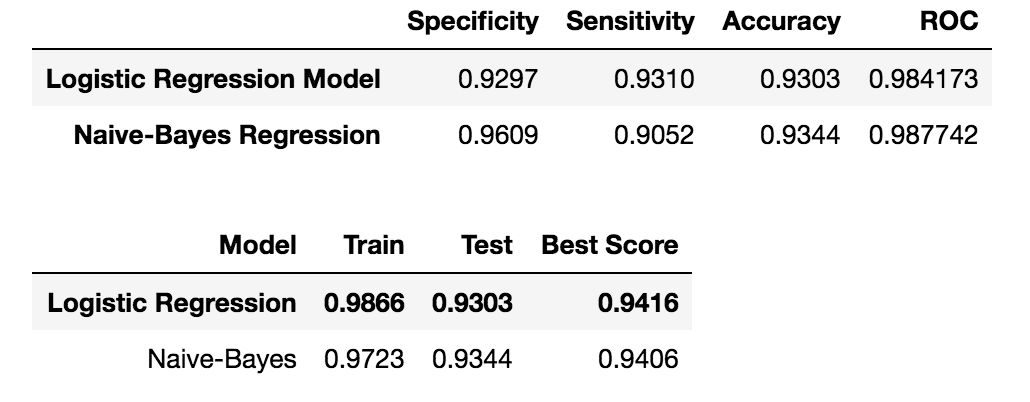 Specificity Sensitivity Accuracy ROC
Logistic Regression Model 0.9297 0.9310 0.9303 0.984173
Naive-Bayes Regression 0.9609 0.9052 0.9344 0.987742
Model Train Test Best Score
Logistic Regression 0.9866 0.9303 0.9416
Naive-Bayes 0.9723 0.9344 0.9406